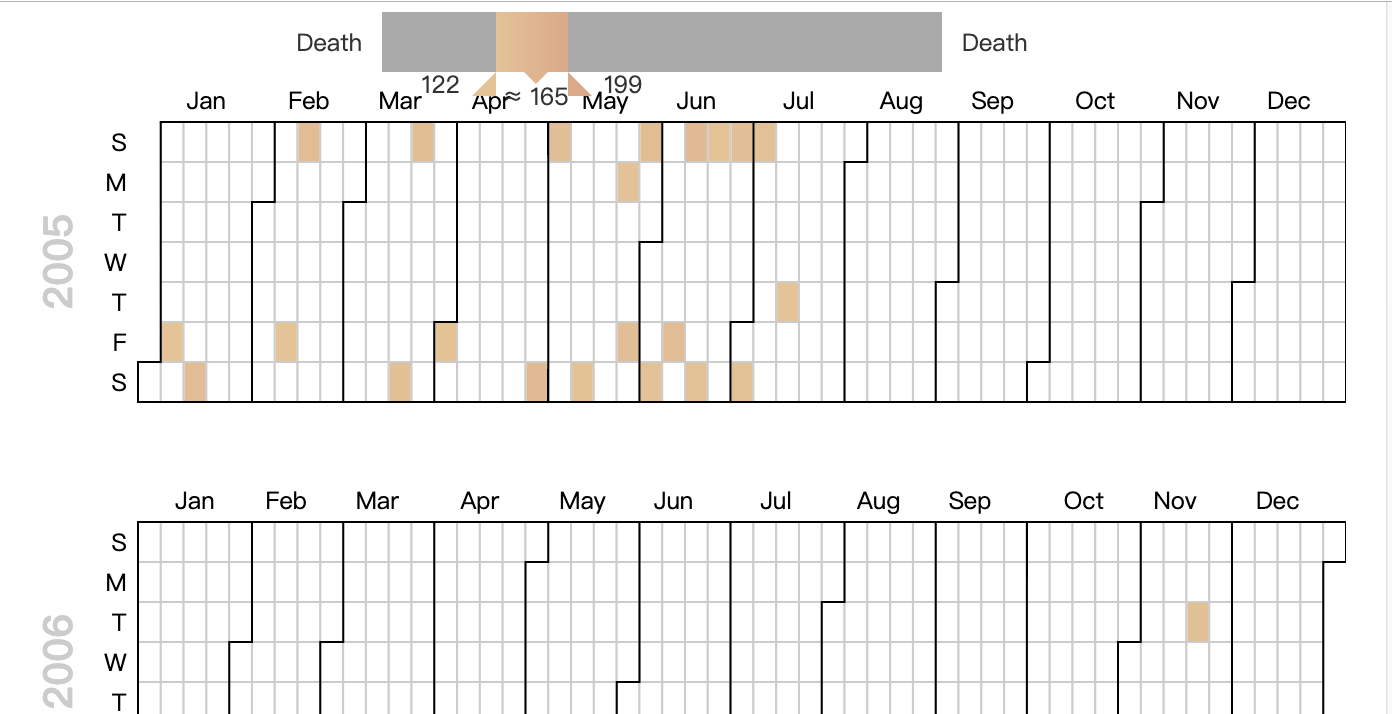 Death Death
122 ≈ 165 199
Jan Feb Mar Apr May Jun Jul Aug Sep Oct Nov Dec
S
M
T
W
T
F
S
2005
Jan Feb Mar Apr May Jun Jul Aug Sep Oct Nov Dec
S
M
T
W
T
2006